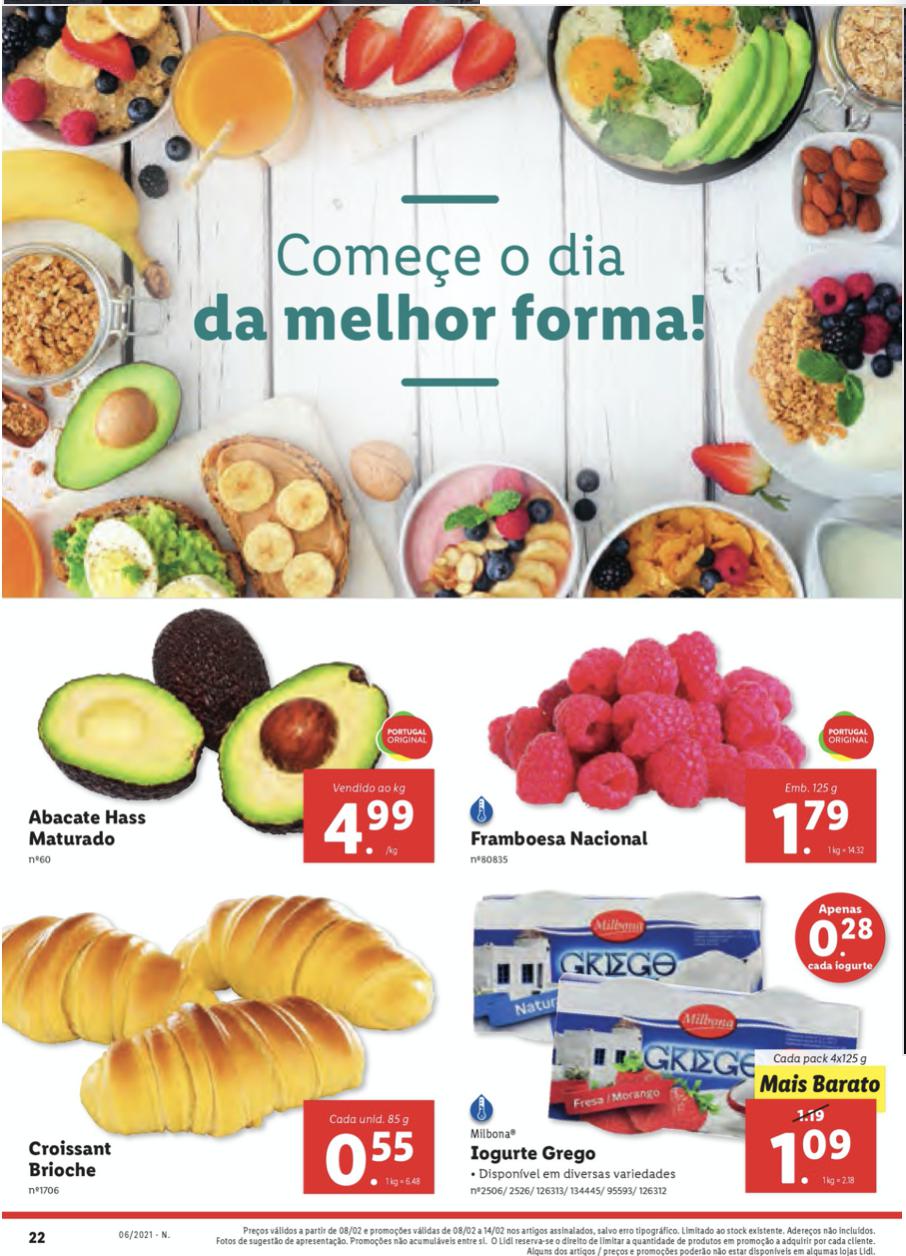 Começe o dia
da melhor forma!
PORTUGAL
ORIGINAL
Vendido ao kg
4.99
/kg
Abacate Hass
Maturado
nº60
PORTUGAL
ORIGINAL
Emb. 125 g
1.79
1 kg = 14.32
Framboesa Nacional
nº80835
Cada unid. 85 g
0.55
1 kg = 6.48
Croissant
Brioche
nº1706
Milbona
GRIEGO
Natur
Milbona
GRIEGO
Fresa / Morango
Apenas
0.28
cada iogurte
Cada pack 4x125 g
Mais Barato
1.19
1.09
1 kg = 2.18
Milbona®
Iogurte Grego
• Disponível em diversas variedades
nº2506/ 2526/ 126313/ 134445/ 95593/ 126312
22
06/2021 - N.
Preços válidos a partir de 08/02 e promoções válidas de 08/02 a 14/02 nos artigos assinalados, salvo erro tipográfico. Limitado ao stock existente. Adereços não incluídos.
Fotos de sugestão de apresentação. Promoções não acumuláveis entre si. O Lidl reserva-se o direito de limitar a quantidade de produtos em promoção a adquirir por cada cliente.
Alguns dos artigos / preços e promoções poderão não estar disponíveis em algumas lojas Lidl.